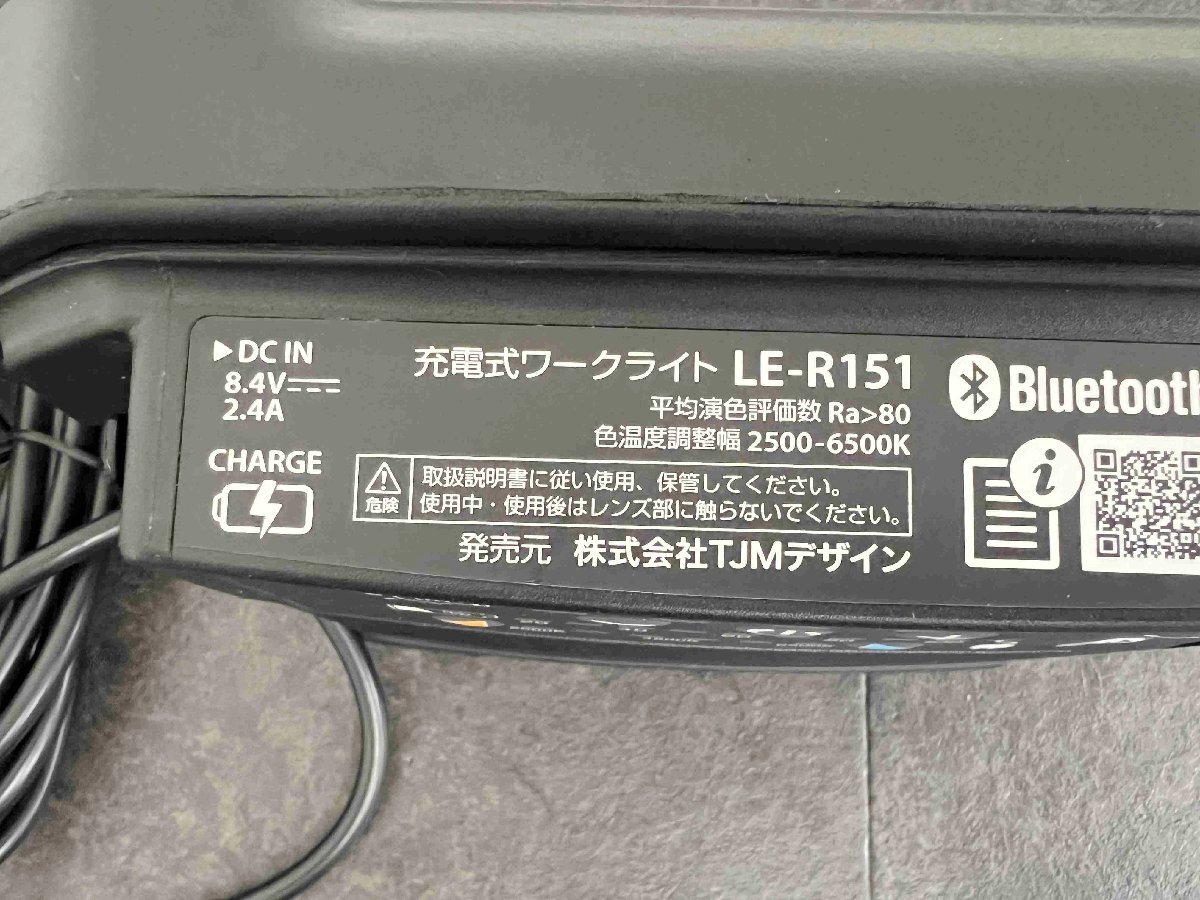 ▶DC IN
8.4V⎓
2.4A
CHARGE
充電式ワークライト LE-R151
平均演色評価数 Ra>80
色温度調整幅 2500-6500K
危険
取扱説明書に従い使用、保管してください。
使用中・使用後はレンズ部に触らないでください。
発売元 株式会社TJMデザイン
Bluetooth
i